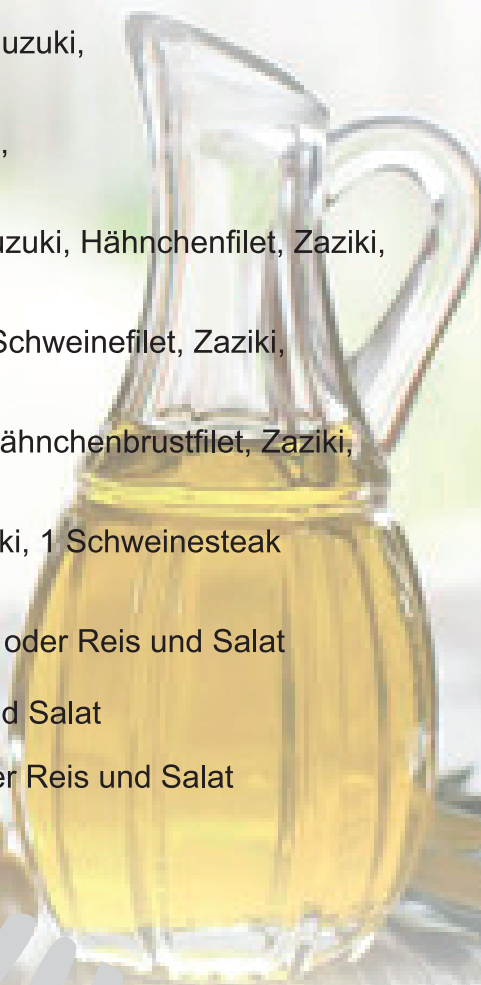 uzuki,
,
uzuki, Hähnchenfilet, Zaziki,
Schweinefilet, Zaziki,
ähnchenbrustfilet, Zaziki,
ki, 1 Schweinesteak
oder Reis und Salat
d Salat
er Reis und Salat